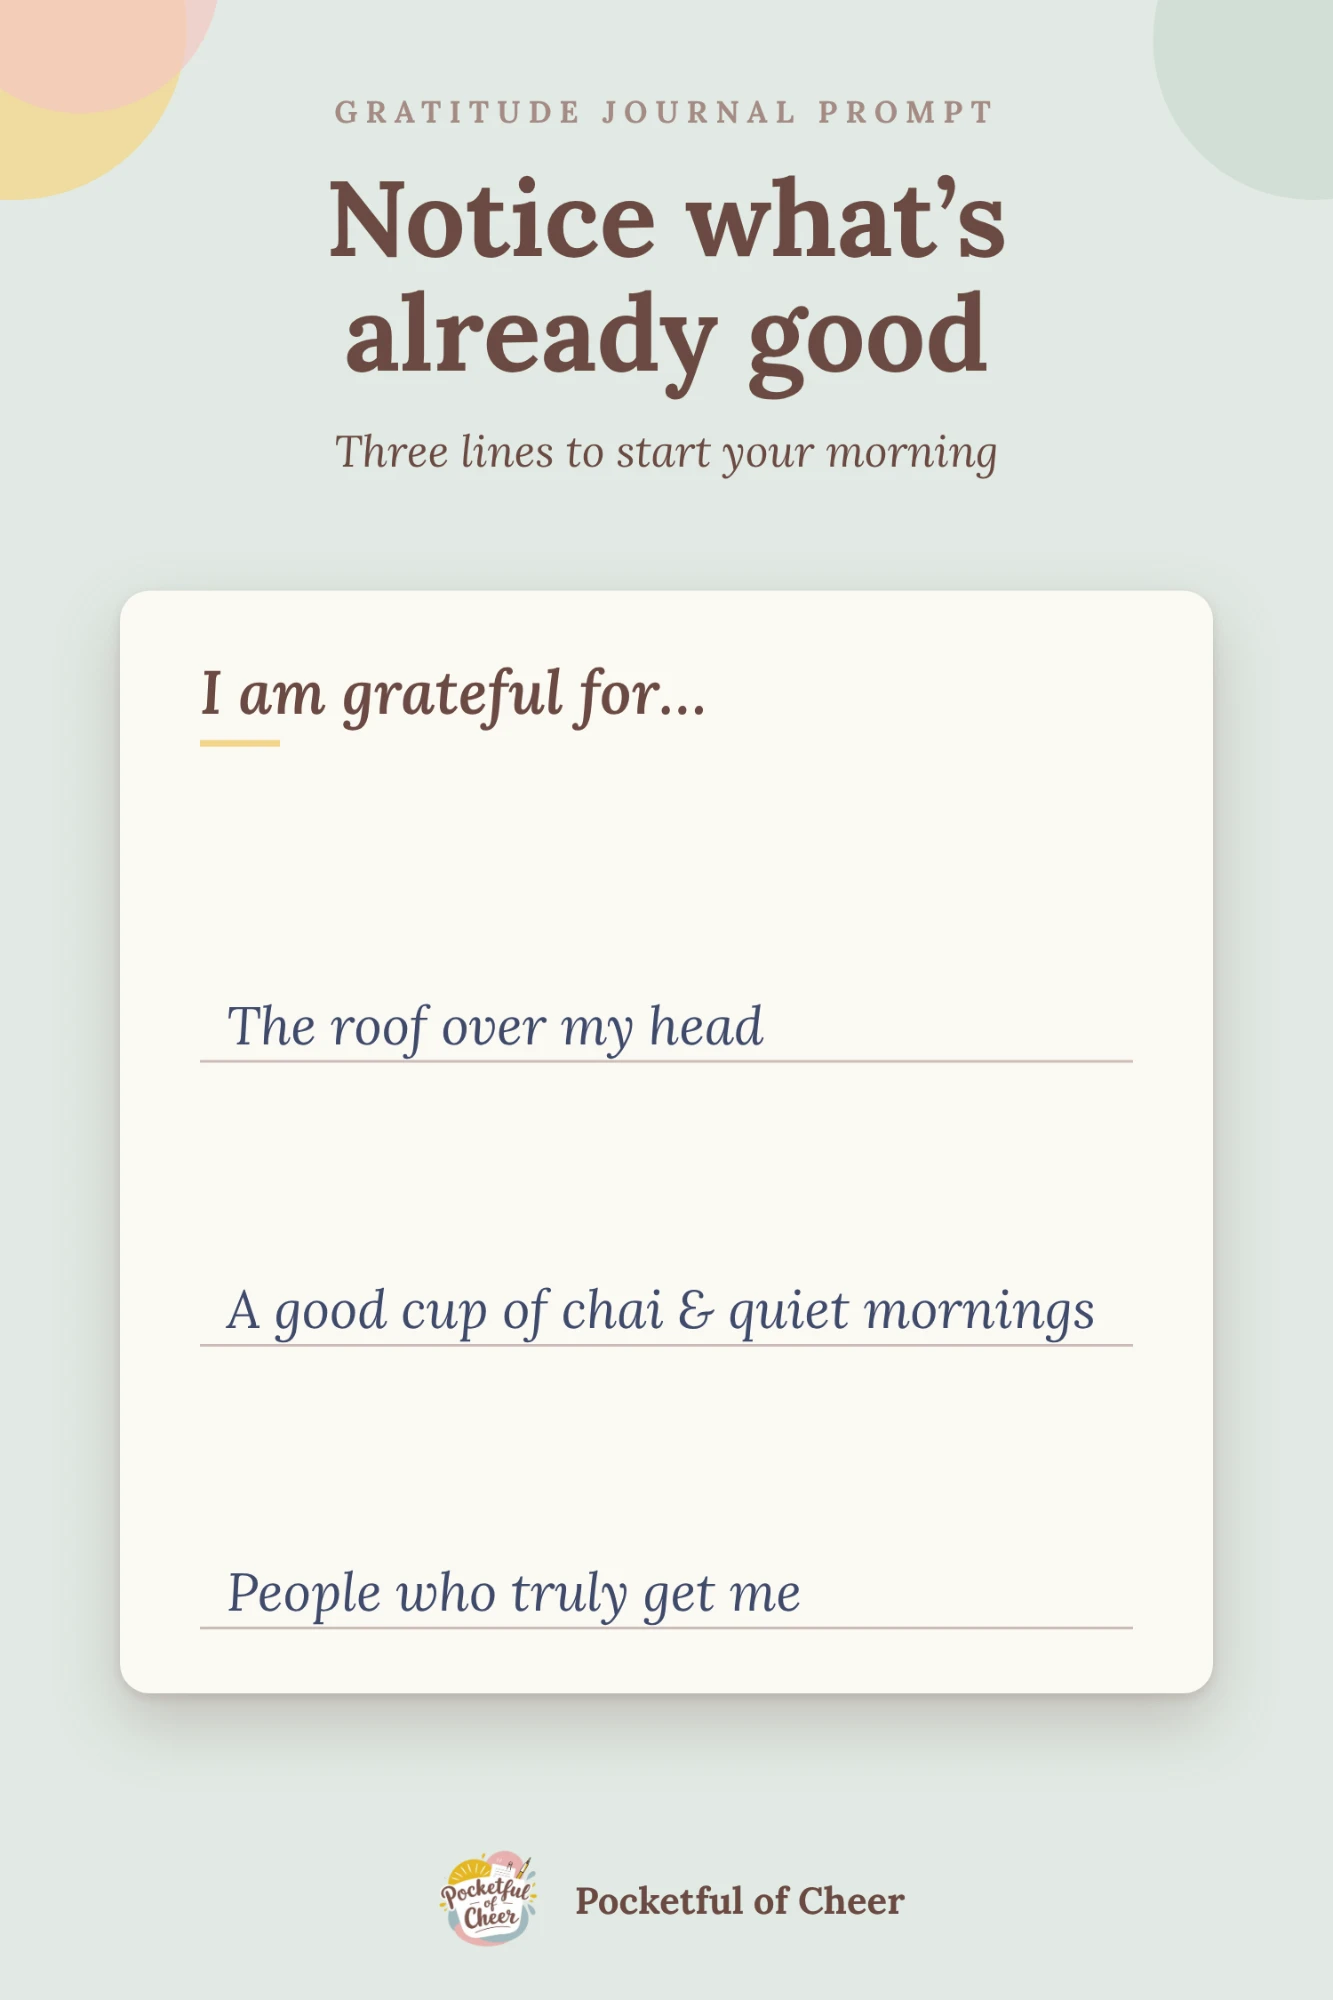 GRATITUDE JOURNAL PROMPT
Notice what’s
already good
Three lines to start your morning
I am grateful for...
The roof over my head
A good cup of chai & quiet mornings
People who truly get me
Pocketful
of
Cheer
Pocketful of Cheer